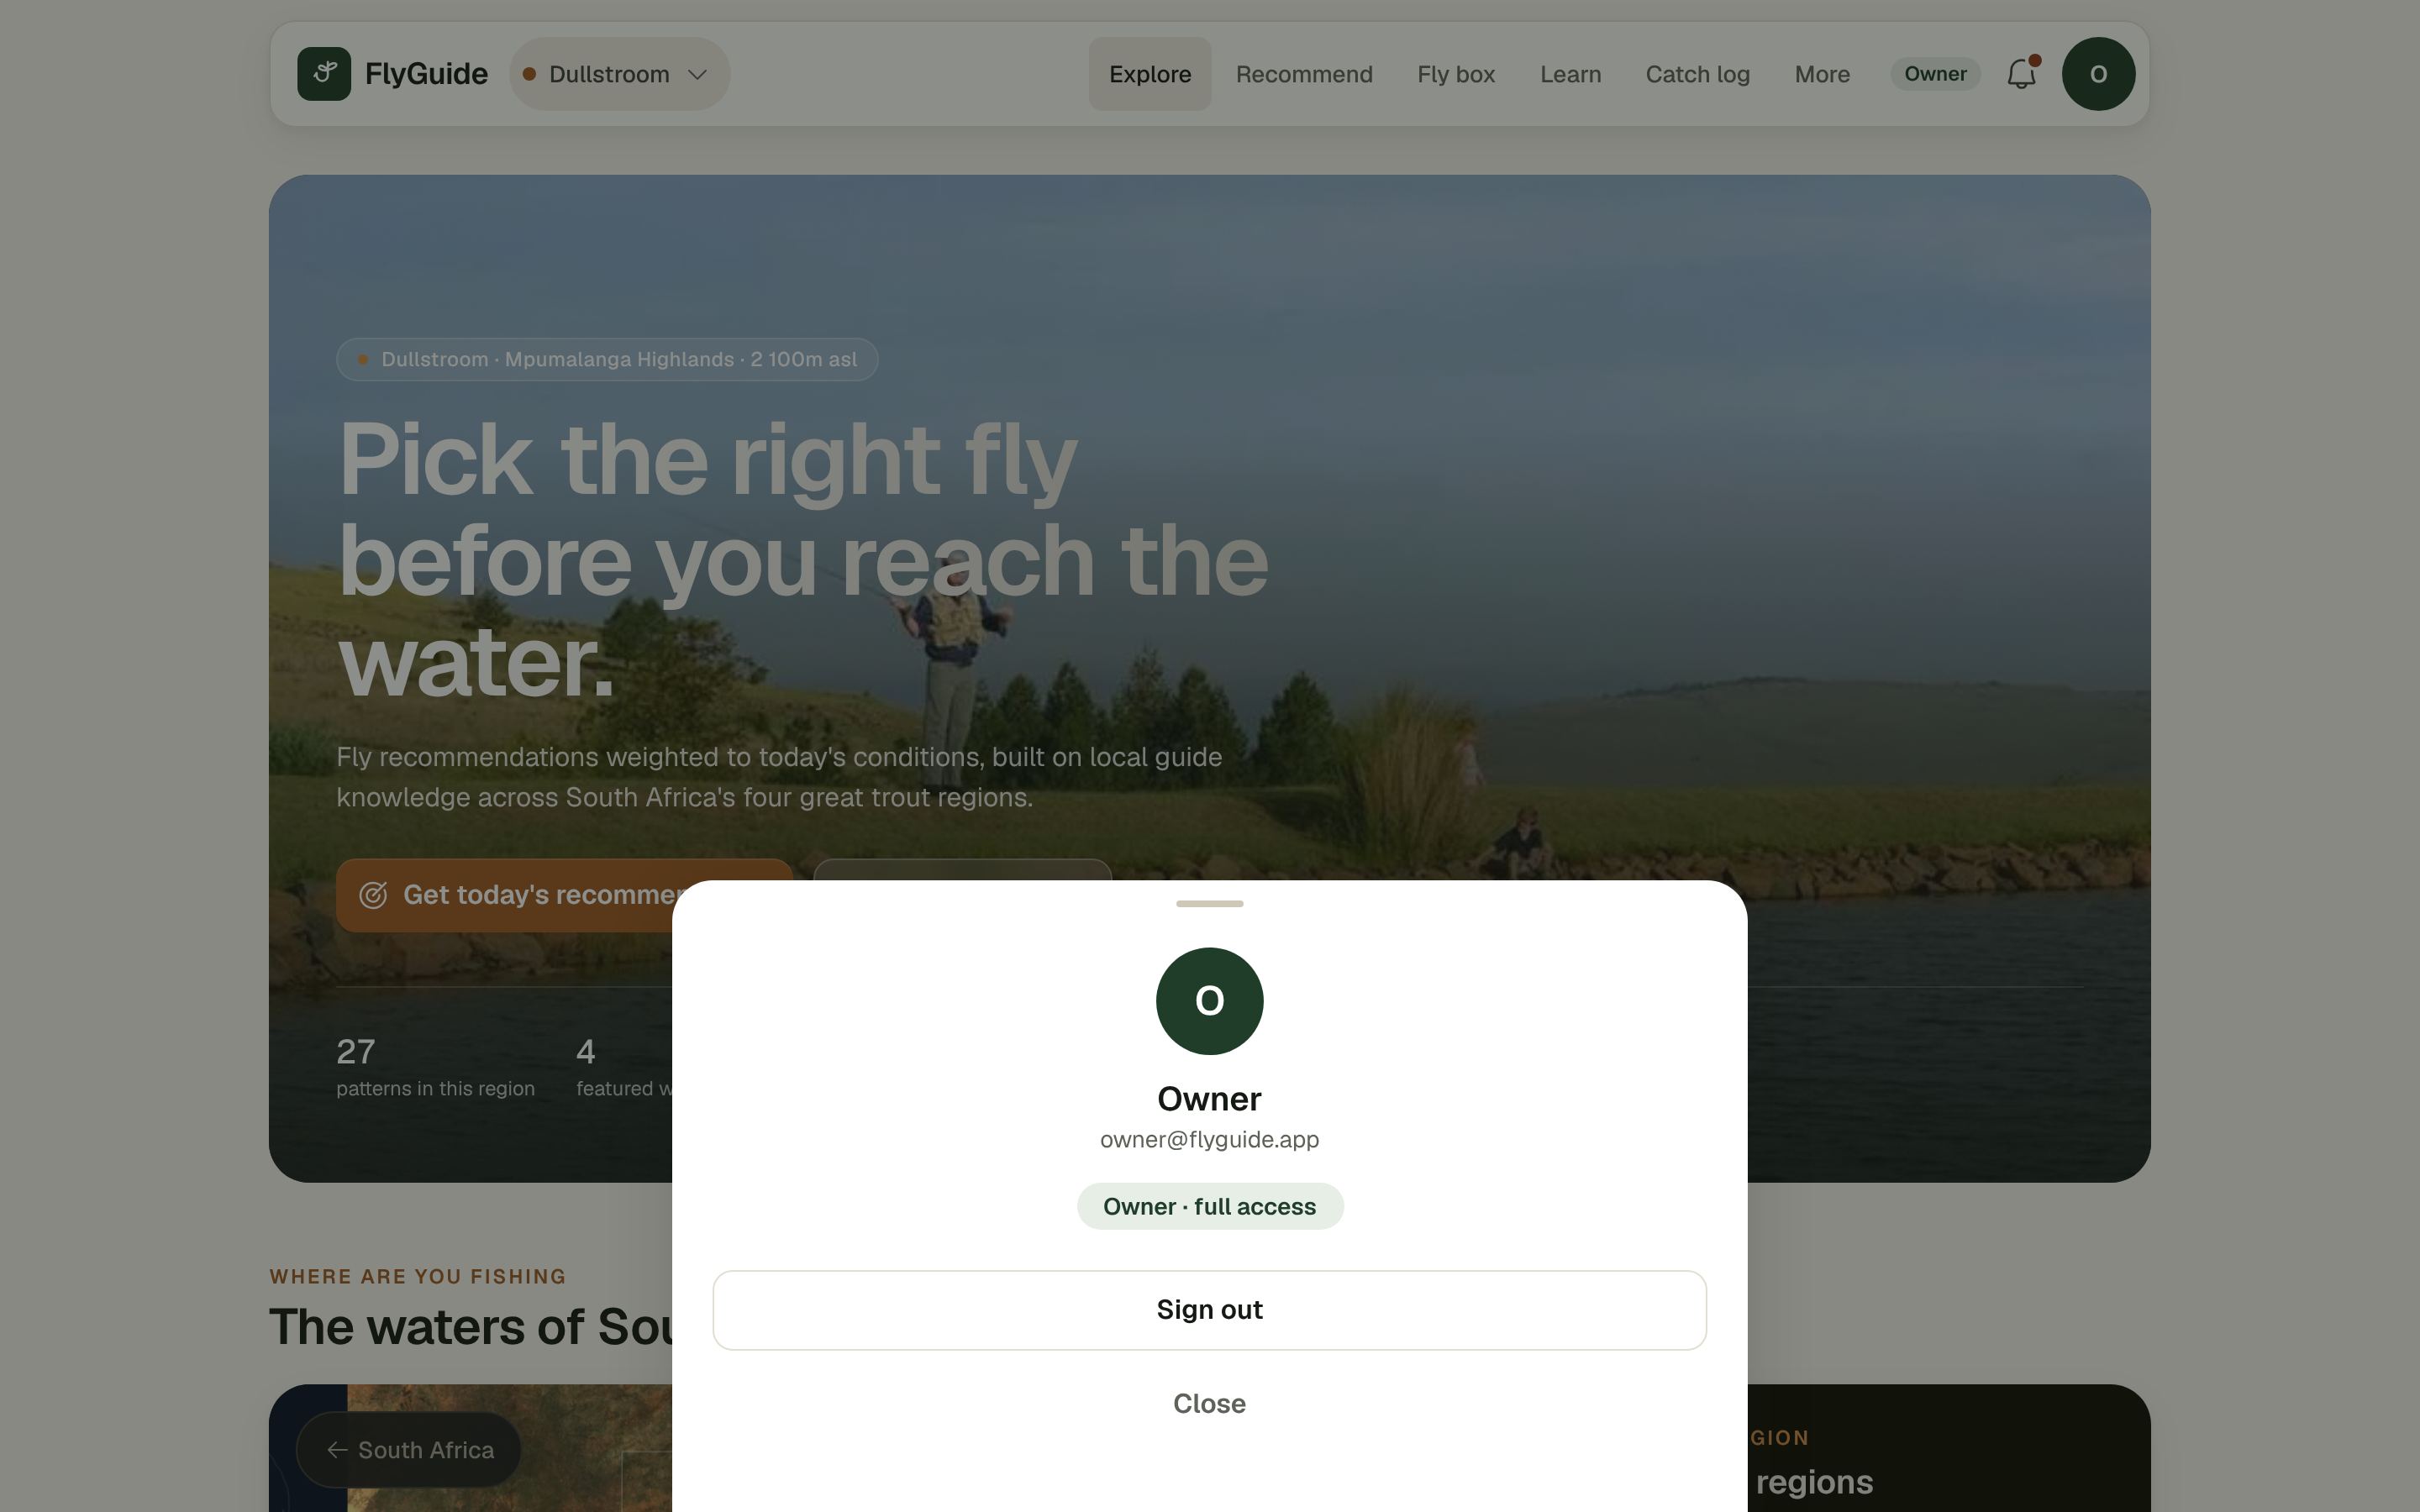 FlyGuide
Dullstroom
Explore
Recommend
Fly box
Learn
Catch log
More
Owner
O
Dullstroom · Mpumalanga Highlands · 2 100m asl
Pick the right fly
before you reach the
water.
Fly recommendations weighted to today's conditions, built on local guide
knowledge across South Africa's four great trout regions.
Get today's
27
patterns in this region
4
featured
O
Owner
owner@flyguide.app
Owner · full access
Sign out
Close
WHERE ARE YOU FISHING
The waters of
← South Africa
regions